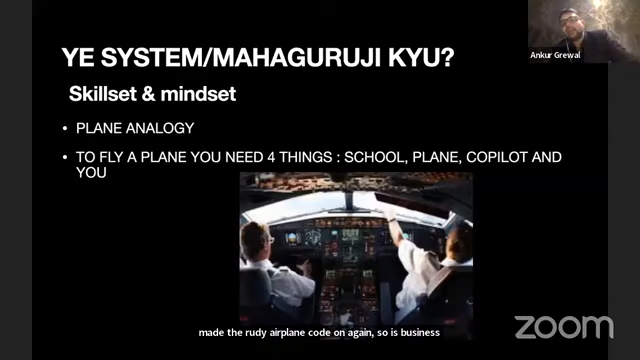 YE SYSTEM/MAHAGURUJI KYU?
Ankur Grewal
Skillset & mindset
• PLANE ANALOGY
• TO FLY A PLANE YOU NEED 4 THINGS : SCHOOL, PLANE, COPILOT AND
YOU
made the rudy airplane code on again, so is business
zoom